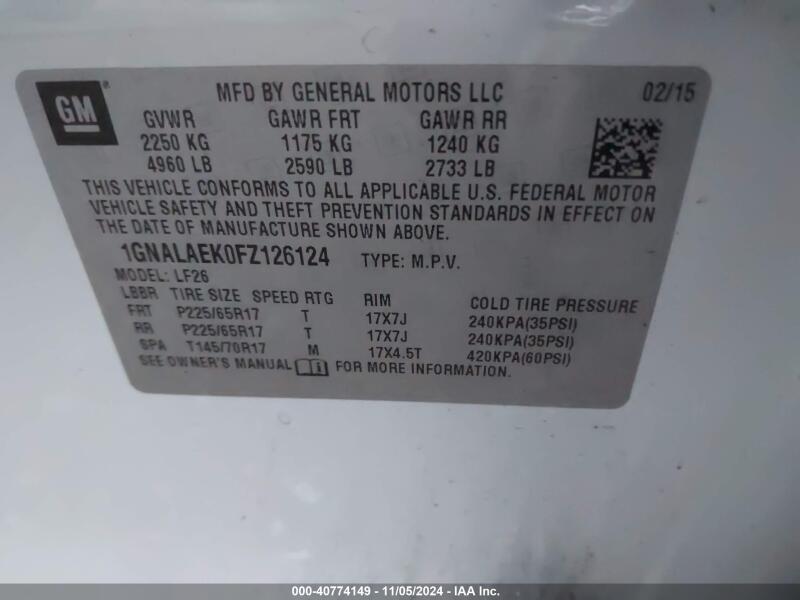 GM®
MFD BY GENERAL MOTORS LLC 02/15
GVWR GAWR FRT GAWR RR
2250 KG 1175 KG 1240 KG
4960 LB 2590 LB 2733 LB
THIS VEHICLE CONFORMS TO ALL APPLICABLE U.S. FEDERAL MOTOR
VEHICLE SAFETY AND THEFT PREVENTION STANDARDS IN EFFECT ON
THE DATE OF MANUFACTURE SHOWN ABOVE.
1GNALAEK0FZ126124 TYPE: M.P.V.
MODEL: LF26
LBBR TIRE SIZE SPEED RTG RIM COLD TIRE PRESSURE
FRT P225/65R17 T 17X7J 240KPA(35PSI)
RR P225/65R17 T 17X7J 240KPA(35PSI)
SPA T145/70R17 M 17X4.5T 420KPA(60PSI)
SEE OWNER'S MANUAL FOR MORE INFORMATION.
000-40774149 - 11/05/2024 - IAA Inc.